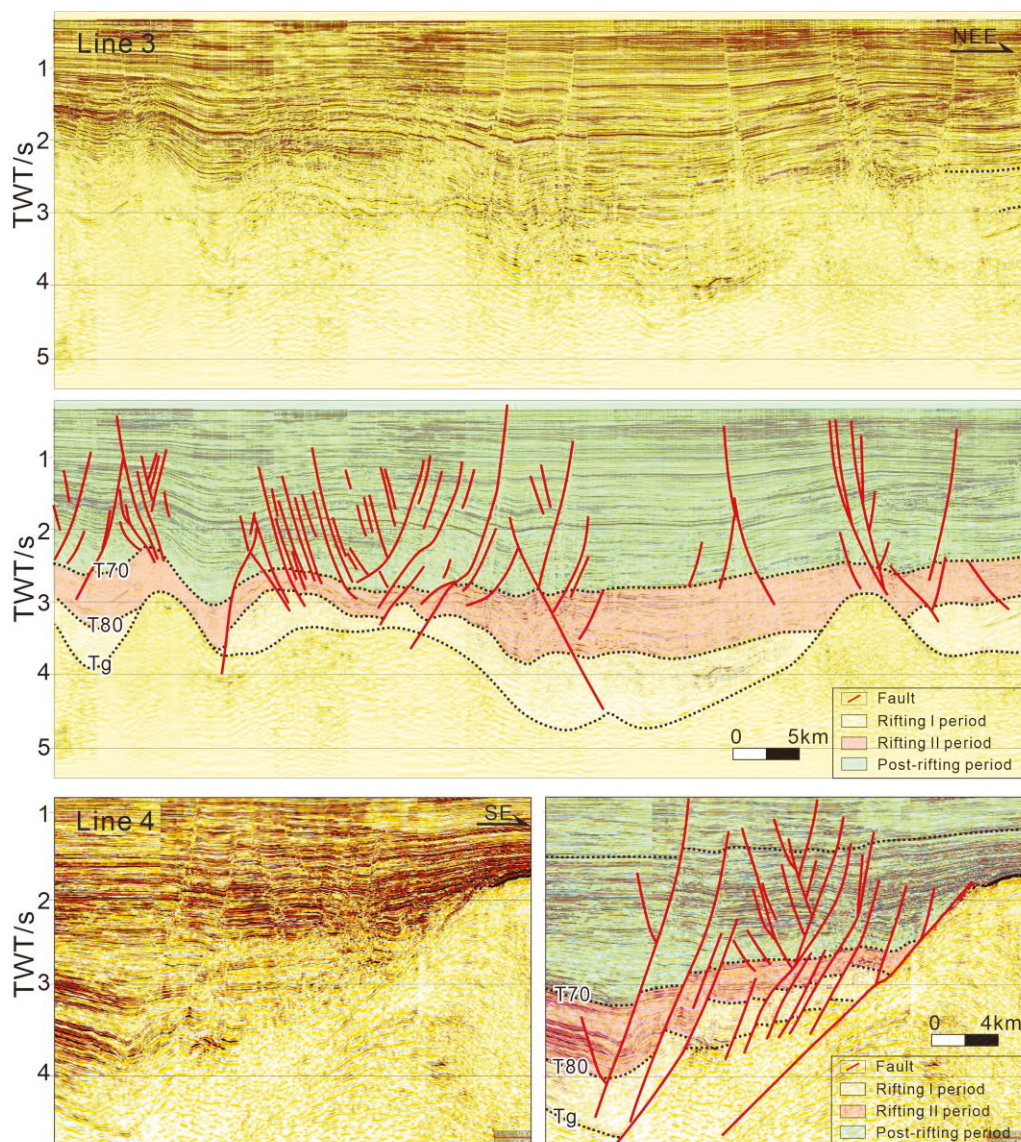 Line 3
NEE
TWT/s
1
2
3
4
5
TWT/s
1
2
3
4
5
T70
T80
Tg
0 5km
Fault
Rifting I period
Rifting II period
Post-rifting period
Line 4
SE
TWT/s
1
2
3
4
T70
T80
Tg
0 4km
Fault
Rifting I period
Rifting II period
Post-rifting period